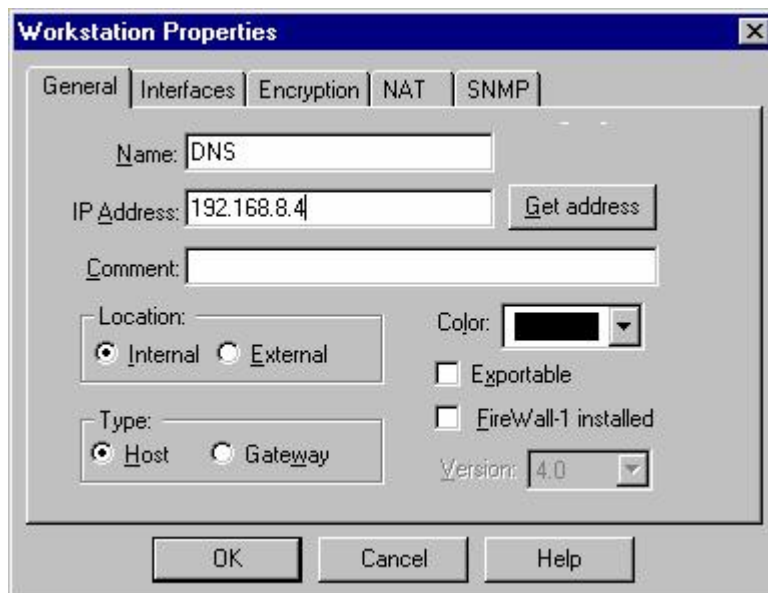 Workstation Properties
General Interfaces Encryption NAT SNMP
Name: DNS
IP Address: 192.168.8.4 Get address
Comment:
Location: Color:
Internal External
Exportable
Type: FireWall-1 installed
Host Gateway
Version: 4.0
OK Cancel Help